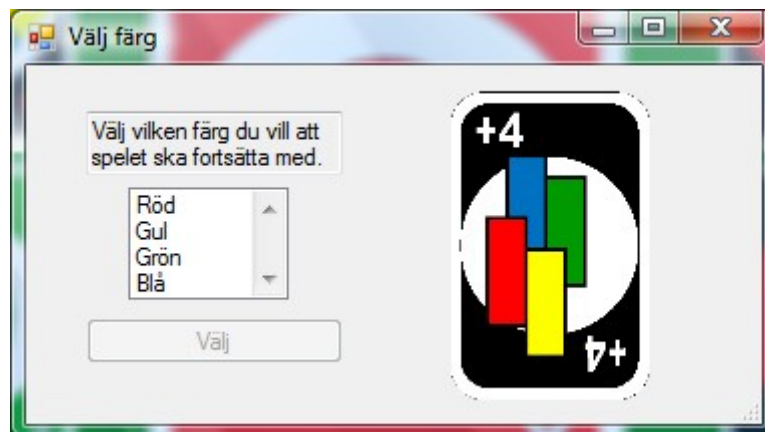 Välj färg
Välj vilken färg du vill att
spelet ska fortsätta med.
Röd
Gul
Grön
Blå
Välj
+4
+4